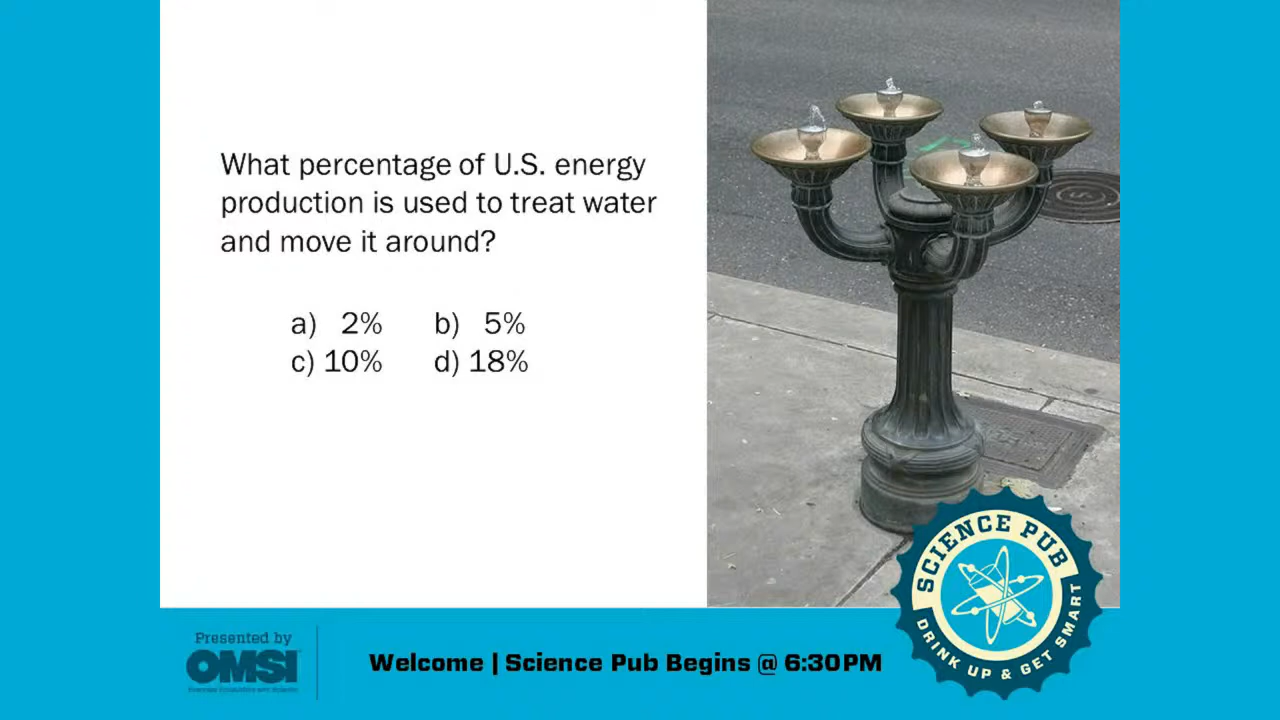 What percentage of U.S. energy
production is used to treat water
and move it around?
a) 2% b) 5%
c) 10% d) 18%
SCIENCE PUB
DRINK UP & GET SMART
Presented by
OMSI
Welcome | Science Pub Begins @ 6:30PM